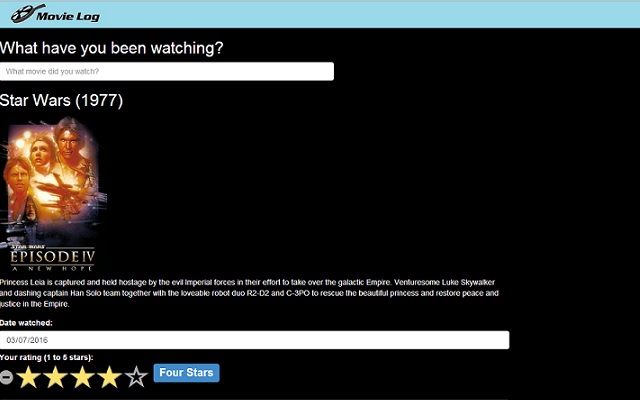 Movie Log
What have you been watching?
What movie did you watch?
Star Wars (1977)
STAR WARS
EPISODE IV
A NEW HOPE
Princess Leia is captured and held hostage by the evil Imperial forces in their effort to take over the galactic Empire. Venturesome Luke Skywalker
and dashing captain Han Solo team together with the loveable robot duo R2-D2 and C-3PO to rescue the beautiful princess and restore peace and
justice in the Empire.
Date watched:
03/07/2016
Your rating (1 to 5 stars):
Four Stars